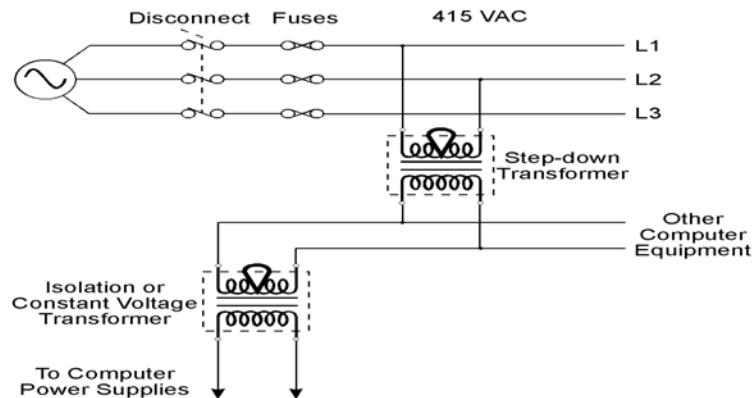 Disconnect Fuses 415 VAC
L1
L2
L3
Step-down
Transformer
Other
Computer
Equipment
Isolation or
Constant Voltage
Transformer
To Computer
Power Supplies